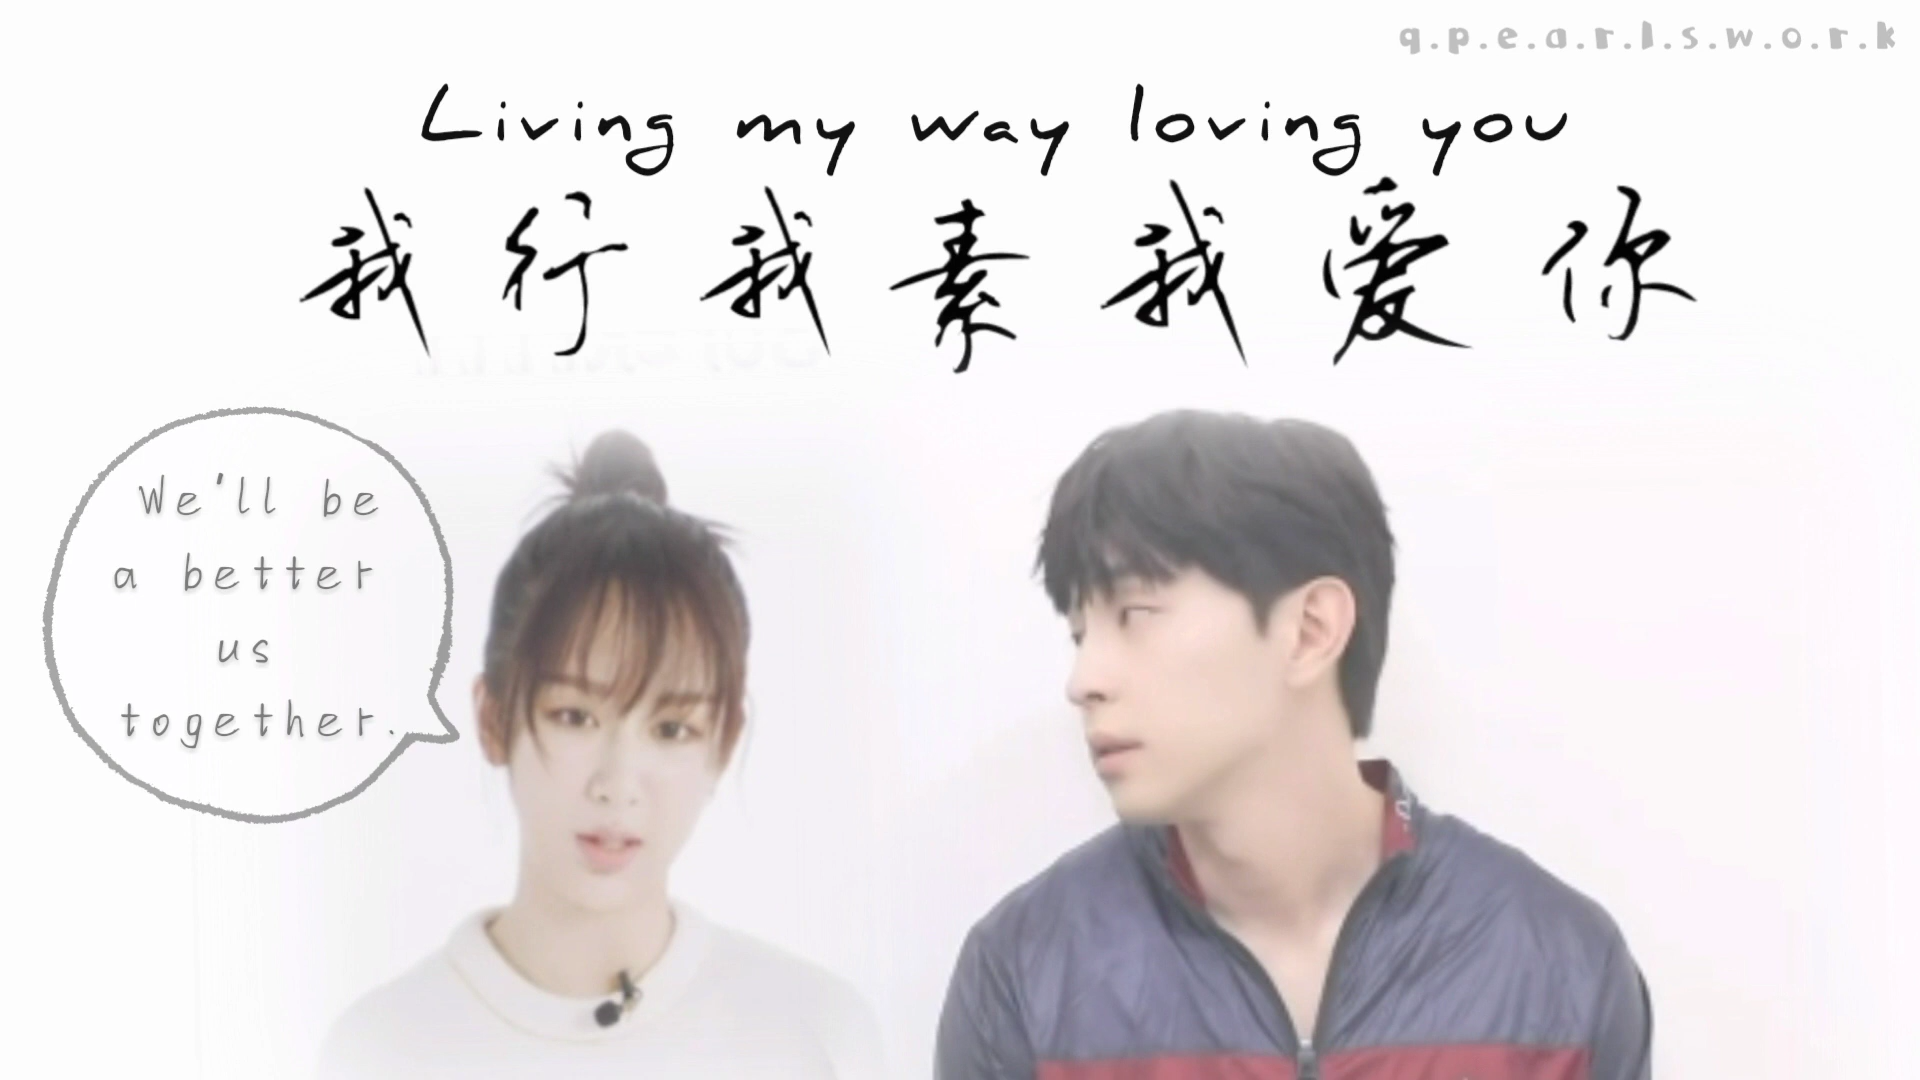 q.p.e.a.r.l.s.w.o.r.k
Living my way loving you
我行我素我爱你
We'll be
a better
us
together.